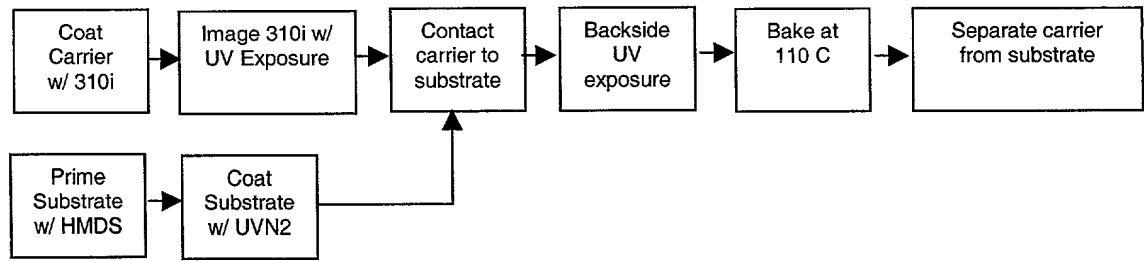 Coat
Carrier
w/ 310i
Image 310i w/
UV Exposure
Contact
carrier to
substrate
Backside
UV
exposure
Bake at
110 C
Separate carrier
from substrate
Prime
Substrate
w/ HMDS
Coat
Substrate
w/ UVN2